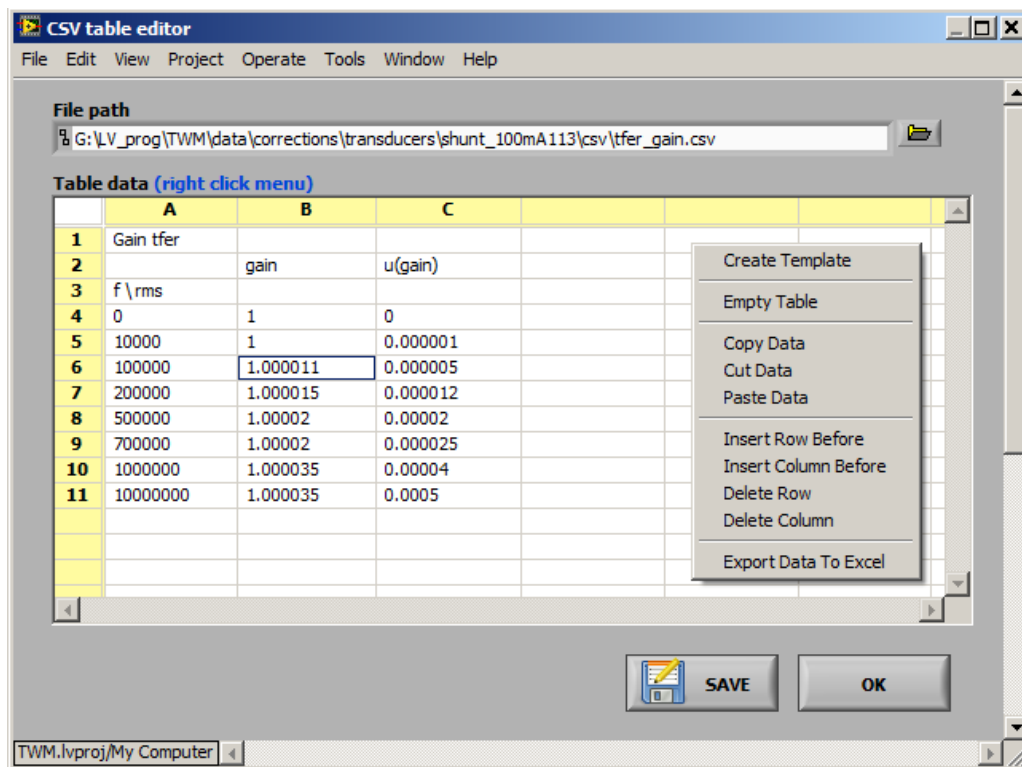 CSV table editor
File Edit View Project Operate Tools Window Help
File path
G:\LV_prog\TWM\data\corrections\transducers\shunt_100mA113\csv\tfer_gain.csv
Table data (right click menu)
A B C
1 Gain tfer
2 gain u(gain)
3 f \ rms
4 0 1 0
5 10000 1 0.000001
6 100000 1.000011 0.000005
7 200000 1.000015 0.000012
8 500000 1.00002 0.00002
9 700000 1.00002 0.000025
10 1000000 1.000035 0.00004
11 10000000 1.000035 0.0005
Create Template
Empty Table
Copy Data
Cut Data
Paste Data
Insert Row Before
Insert Column Before
Delete Row
Delete Column
Export Data To Excel
SAVE OK
TWM.lvproj/My Computer